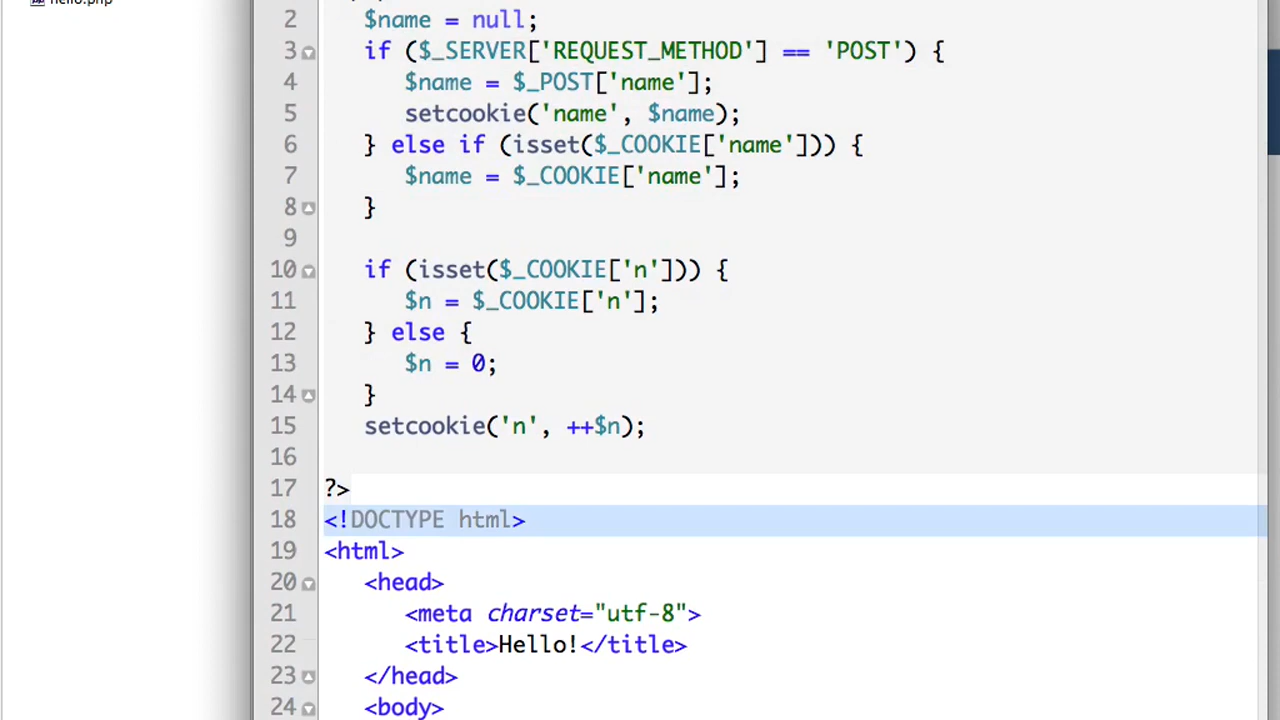 hello.php
2 $name = null;
3 if ($_SERVER['REQUEST_METHOD'] == 'POST') {
4 $name = $_POST['name'];
5 setcookie('name', $name);
6 } else if (isset($_COOKIE['name'])) {
7 $name = $_COOKIE['name'];
8 }
9
10 if (isset($_COOKIE['n'])) {
11 $n = $_COOKIE['n'];
12 } else {
13 $n = 0;
14 }
15 setcookie('n', ++$n);
16
17 ?>
18 <!DOCTYPE html>
19 <html>
20 <head>
21 <meta charset="utf-8">
22 <title>Hello!</title>
23 </head>
24 <body>